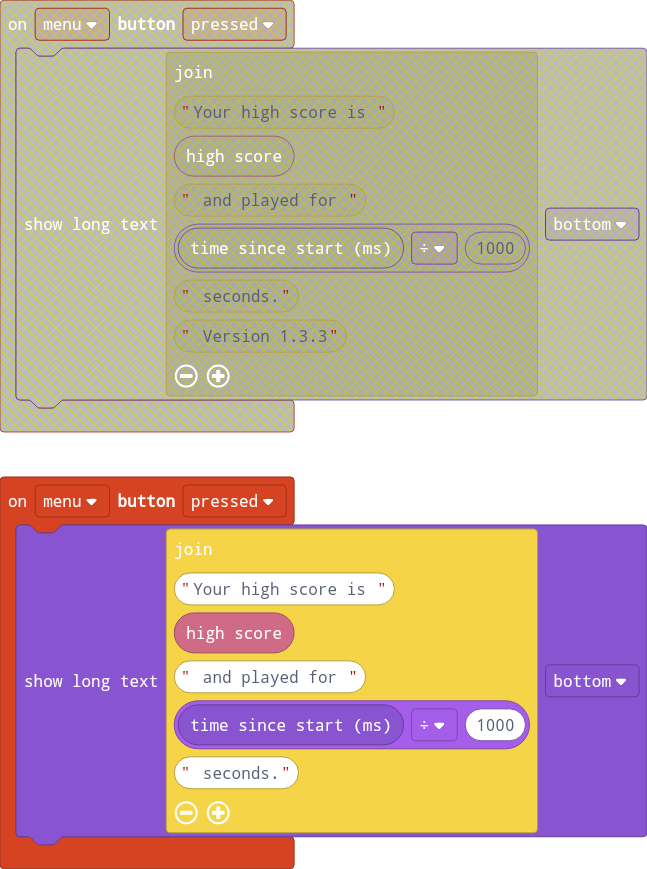 on menu button pressed
join
"Your high score is "
high score
" and played for "
show long text
time since start (ms) ÷ 1000
bottom
" seconds."
" Version 1.3.3"
on menu button pressed
join
"Your high score is "
high score
" and played for "
show long text
bottom
time since start (ms) ÷ 1000
" seconds."